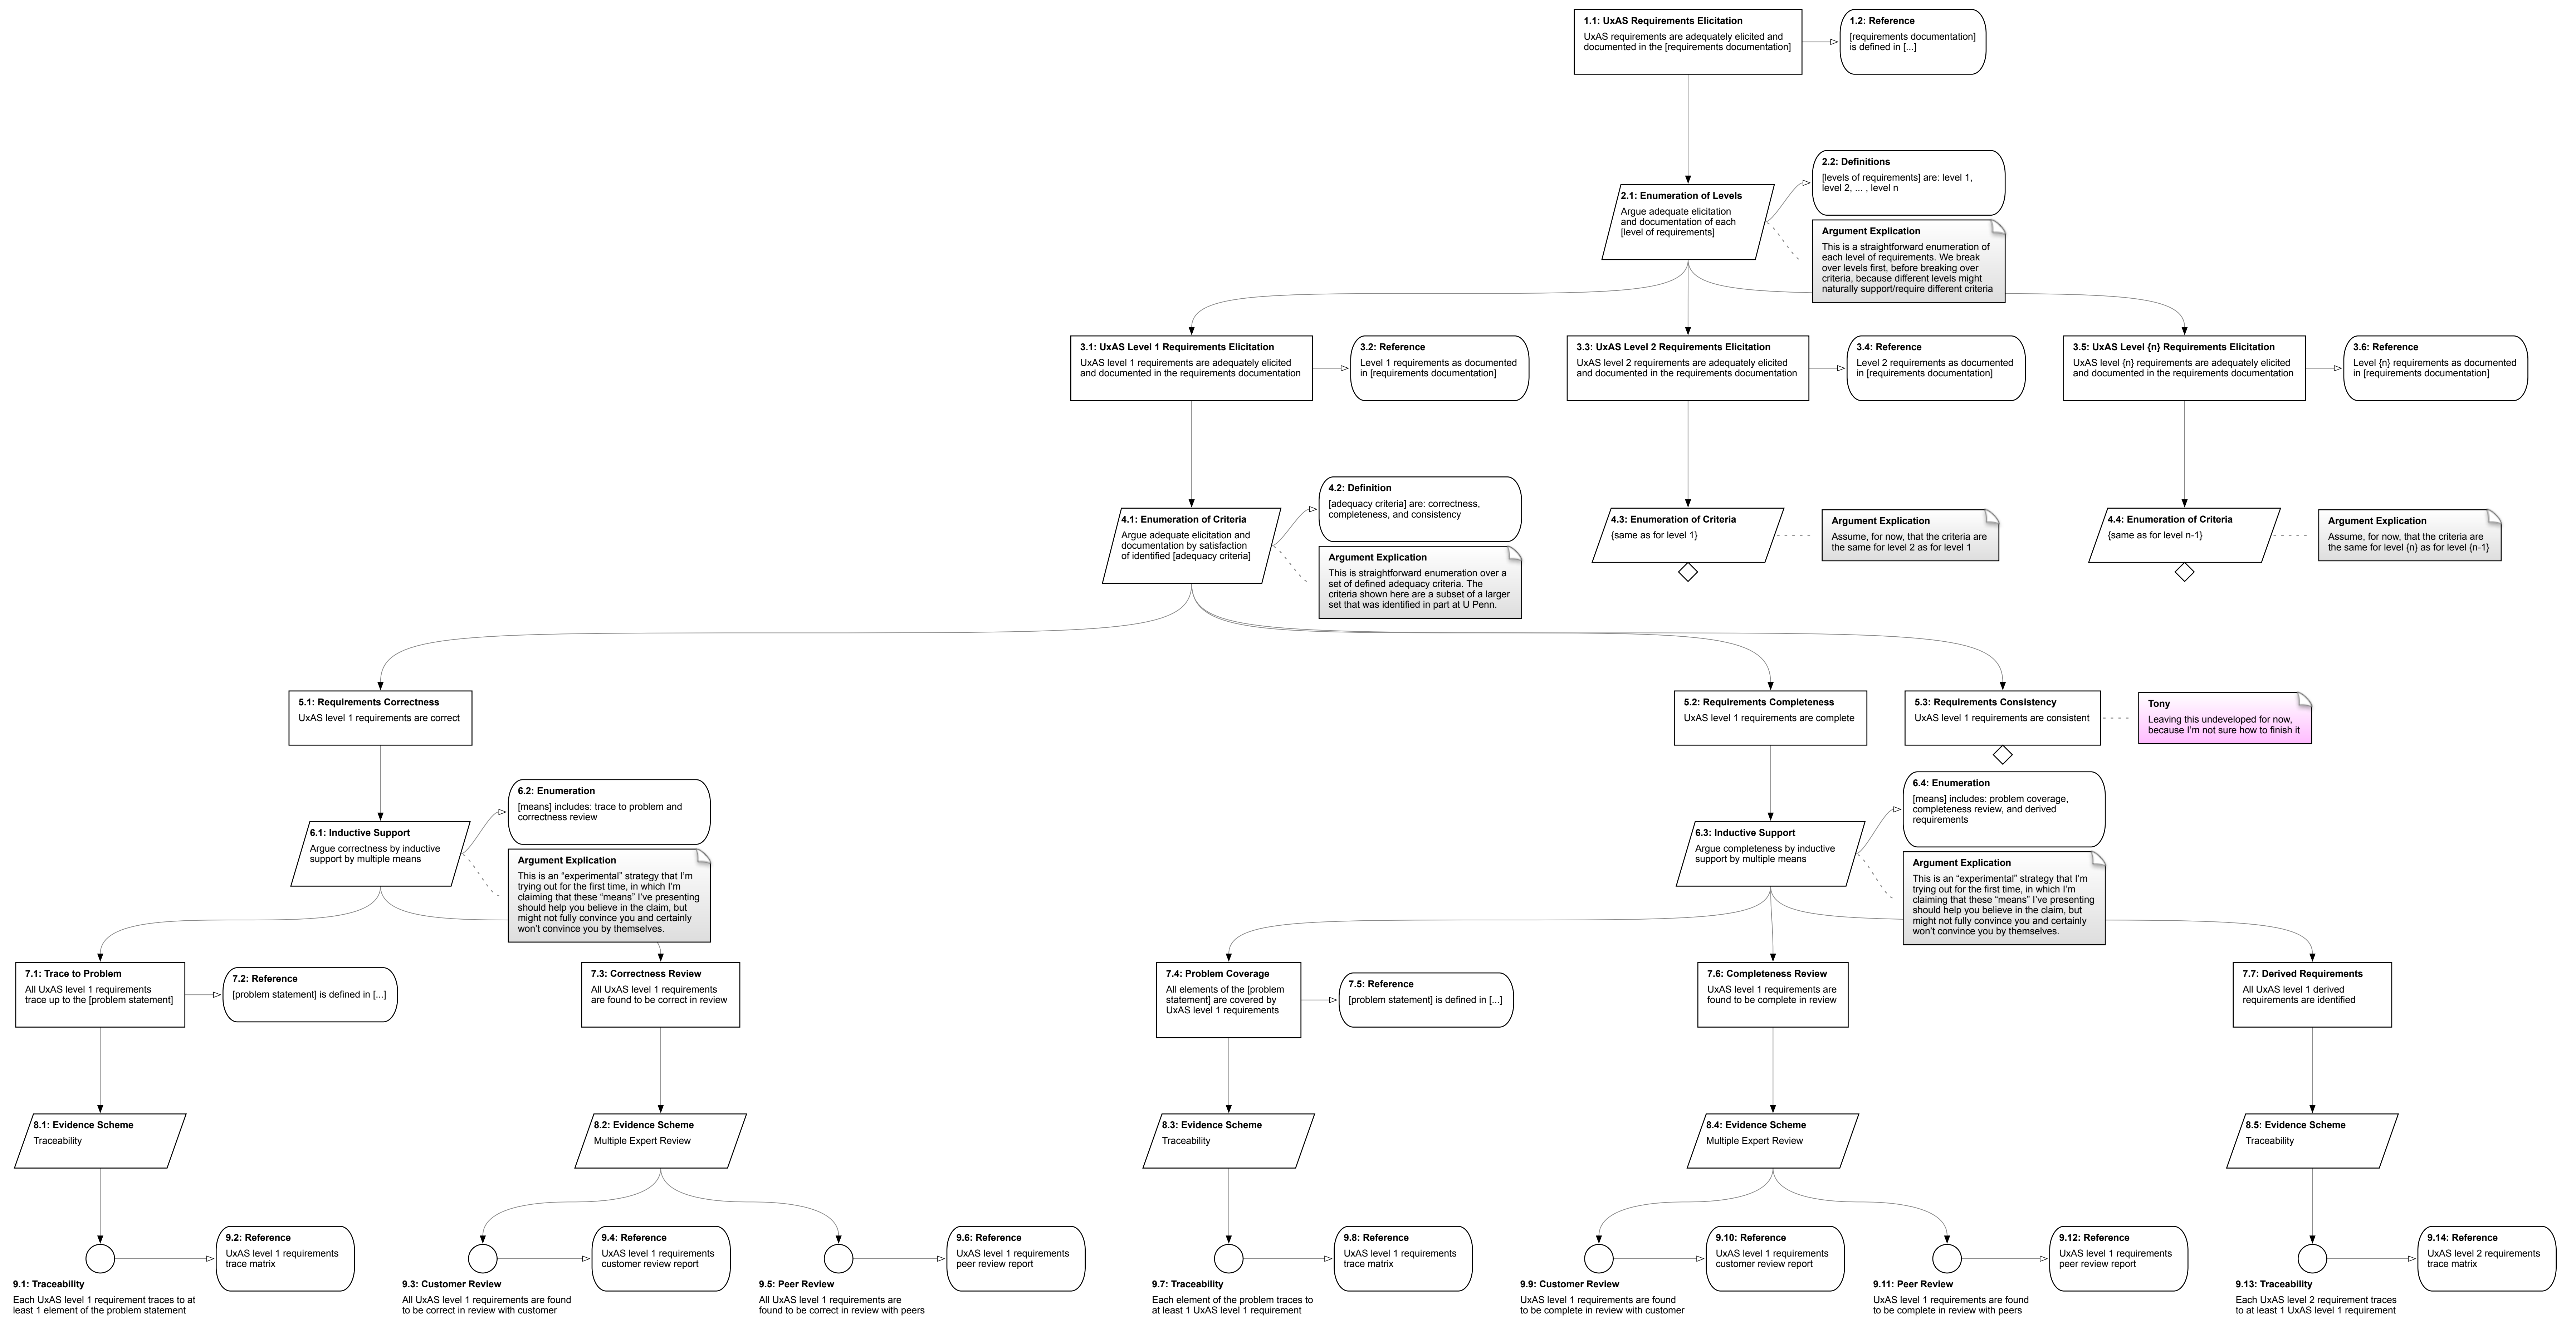 1.1: UxAS Requirements Elicitation
UxAS requirements are adequately elicited and
documented in the [requirements documentation]
1.2: Reference
[requirements documentation]
is defined in [...]
2.1: Enumeration of Levels
Argue adequate elicitation
and documentation of each
[level of requirements]
2.2: Definitions
[levels of requirements] are: level 1,
level 2, ... , level n
Argument Explication
This is a straightforward enumeration of
each level of requirements. We break
over levels first, before breaking over
criteria, because different levels might
naturally support/require different criteria
3.1: UxAS Level 1 Requirements Elicitation
UxAS level 1 requirements are adequately elicited
and documented in the requirements documentation
3.2: Reference
Level 1 requirements as documented
in [requirements documentation]
3.3: UxAS Level 2 Requirements Elicitation
UxAS level 2 requirements are adequately elicited
and documented in the requirements documentation
3.4: Reference
Level 2 requirements as documented
in [requirements documentation]
3.5: UxAS Level {n} Requirements Elicitation
UxAS level {n} requirements are adequately elicited
and documented in the requirements documentation
3.6: Reference
Level {n} requirements as documented
in [requirements documentation]
4.1: Enumeration of Criteria
Argue adequate elicitation and
documentation by satisfaction
of identified [adequacy criteria]
4.2: Definition
[adequacy criteria] are: correctness,
completeness, and consistency
Argument Explication
This is straightforward enumeration over a
set of defined adequacy criteria. The
criteria shown here are a subset of a larger
set that was identified in part at U Penn.
4.3: Enumeration of Criteria
{same as for level 1}
Argument Explication
Assume, for now, that the criteria are
the same for level 2 as for level 1
4.4: Enumeration of Criteria
{same as for level n-1}
Argument Explication
Assume, for now, that the criteria are
the same for level {n} as for level {n-1}
5.1: Requirements Correctness
UxAS level 1 requirements are correct
5.2: Requirements Completeness
UxAS level 1 requirements are complete
5.3: Requirements Consistency
UxAS level 1 requirements are consistent
Tony
Leaving this undeveloped for now,
because I'm not sure how to finish it
6.1: Inductive Support
Argue correctness by inductive
support by multiple means
6.2: Enumeration
[means] includes: trace to problem and
correctness review
Argument Explication
This is an “experimental” strategy that I'm
trying out for the first time, in which I'm
claiming that these “means” I've presenting
should help you believe in the claim, but
might not fully convince you and certainly
won't convince you by themselves.
6.3: Inductive Support
Argue completeness by inductive
support by multiple means
6.4: Enumeration
[means] includes: problem coverage,
completeness review, and derived
requirements
Argument Explication
This is an “experimental” strategy that I'm
trying out for the first time, in which I'm
claiming that these “means” I've presenting
should help you believe in the claim, but
might not fully convince you and certainly
won't convince you by themselves.
7.1: Trace to Problem
All UxAS level 1 requirements
trace up to the [problem statement]
7.2: Reference
[problem statement] is defined in [...]
7.3: Correctness Review
All UxAS level 1 requirements
are found to be correct in review
7.4: Problem Coverage
All elements of the [problem
statement] are covered by
UxAS level 1 requirements
7.5: Reference
[problem statement] is defined in [...]
7.6: Completeness Review
UxAS level 1 requirements are
found to be complete in review
7.7: Derived Requirements
All UxAS level 1 derived
requirements are identified
8.1: Evidence Scheme
Traceability
8.2: Evidence Scheme
Multiple Expert Review
8.3: Evidence Scheme
Traceability
8.4: Evidence Scheme
Multiple Expert Review
8.5: Evidence Scheme
Traceability
9.1: Traceability
Each UxAS level 1 requirement traces to at
least 1 element of the problem statement
9.2: Reference
UxAS level 1 requirements
trace matrix
9.3: Customer Review
All UxAS level 1 requirements are found
to be correct in review with customer
9.4: Reference
UxAS level 1 requirements
customer review report
9.5: Peer Review
All UxAS level 1 requirements are
found to be correct in review with peers
9.6: Reference
UxAS level 1 requirements
peer review report
9.7: Traceability
Each element of the problem traces to
at least 1 UxAS level 1 requirement
9.8: Reference
UxAS level 1 requirements
trace matrix
9.9: Customer Review
UxAS level 1 requirements are found
to be complete in review with customer
9.10: Reference
UxAS level 1 requirements
customer review report
9.11: Peer Review
UxAS level 1 requirements are found
to be complete in review with peers
9.12: Reference
UxAS level 1 requirements
peer review report
9.13: Traceability
Each UxAS level 2 requirement traces
to at least 1 UxAS level 1 requirement
9.14: Reference
UxAS level 2 requirements
trace matrix